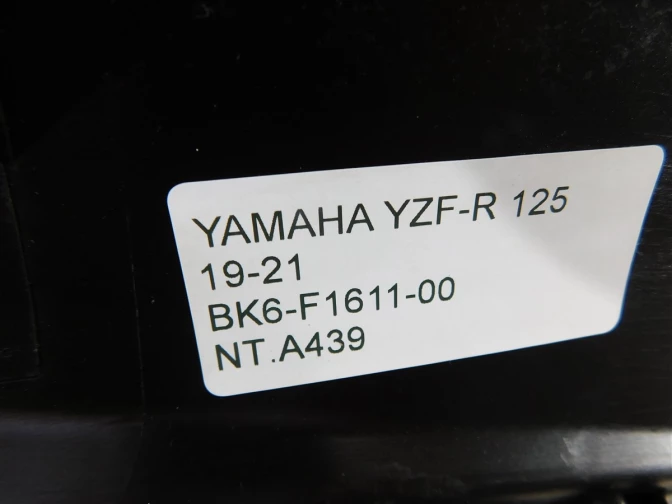 YAMAHA YZF-R 125
19-21
BK6-F1611-00
NT.A439